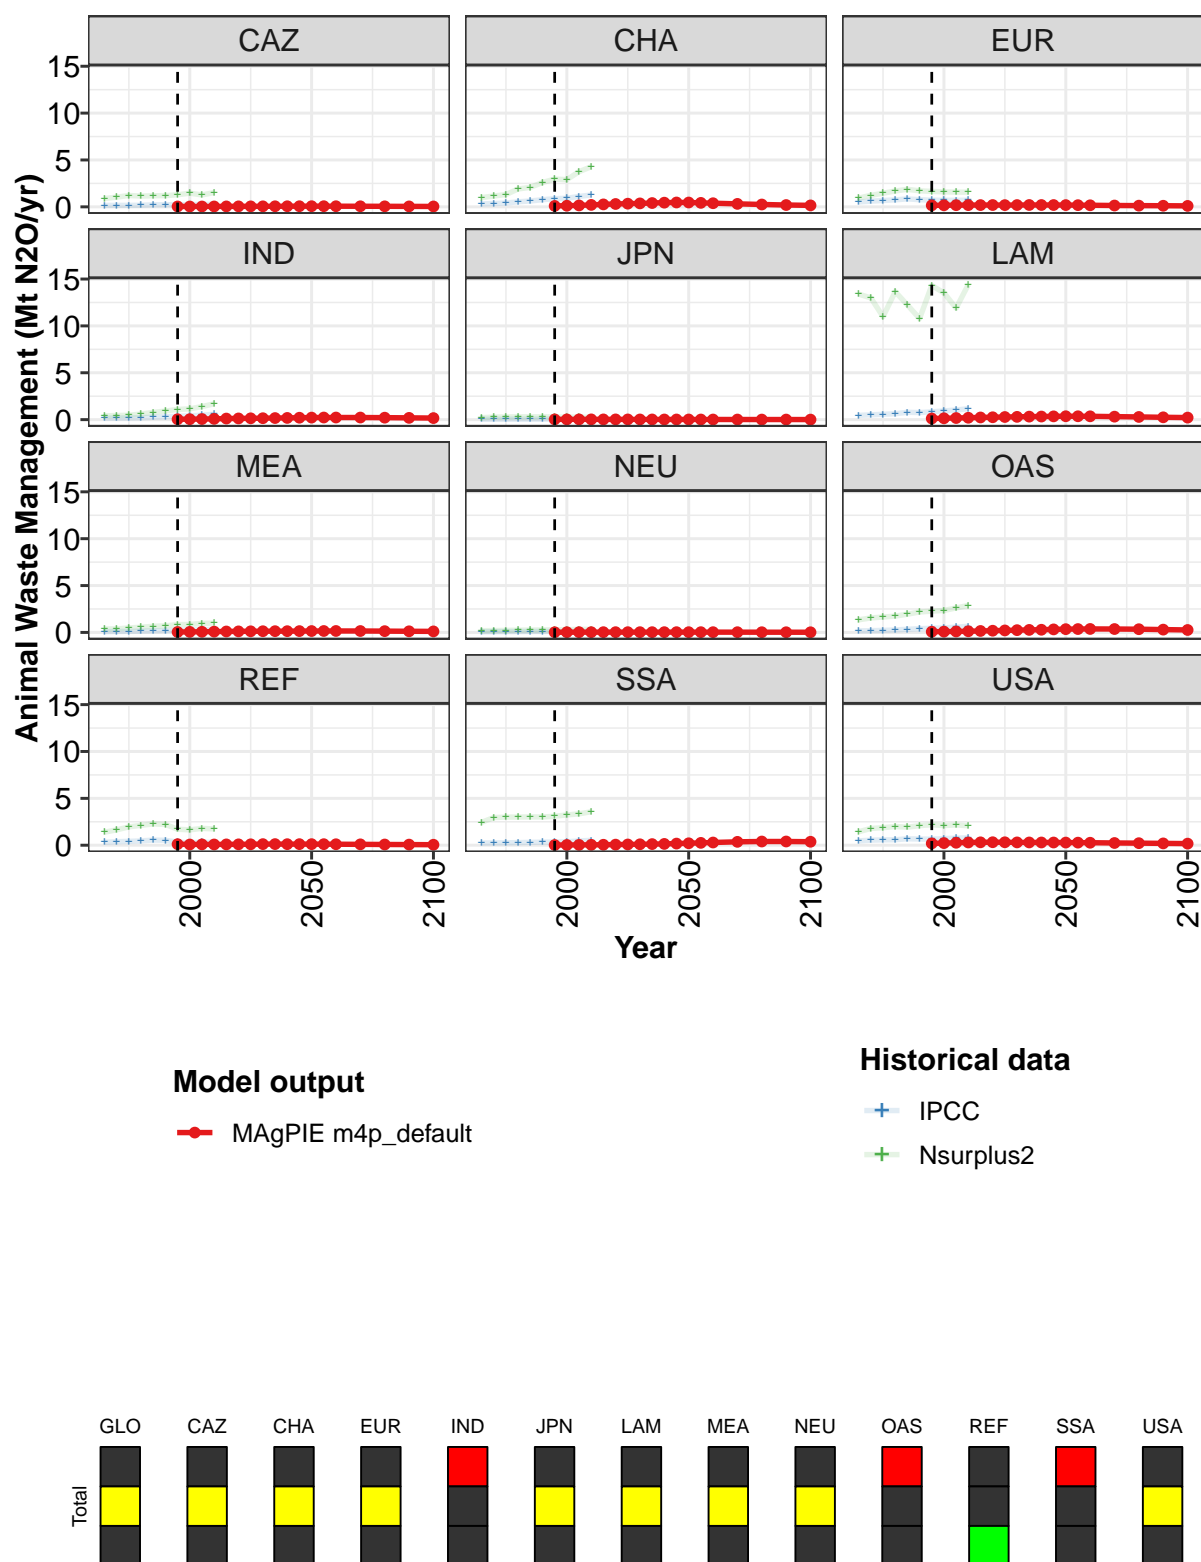 CAZ CHA EUR
15
10
5
0
IND JPN LAM
15
10
5
0
MEA NEU OAS
15
10
5
0
REF SSA USA
15
10
5
0
Animal Waste Management (Mt N2O/yr)
2000 2050 2100 2000 2050 2100 2000 2050 2100
Year
Model output
MAgPIE m4p_default
Historical data
IPCC
Nsurplus2
GLO CAZ CHA EUR IND JPN LAM MEA NEU OAS REF SSA USA
Total